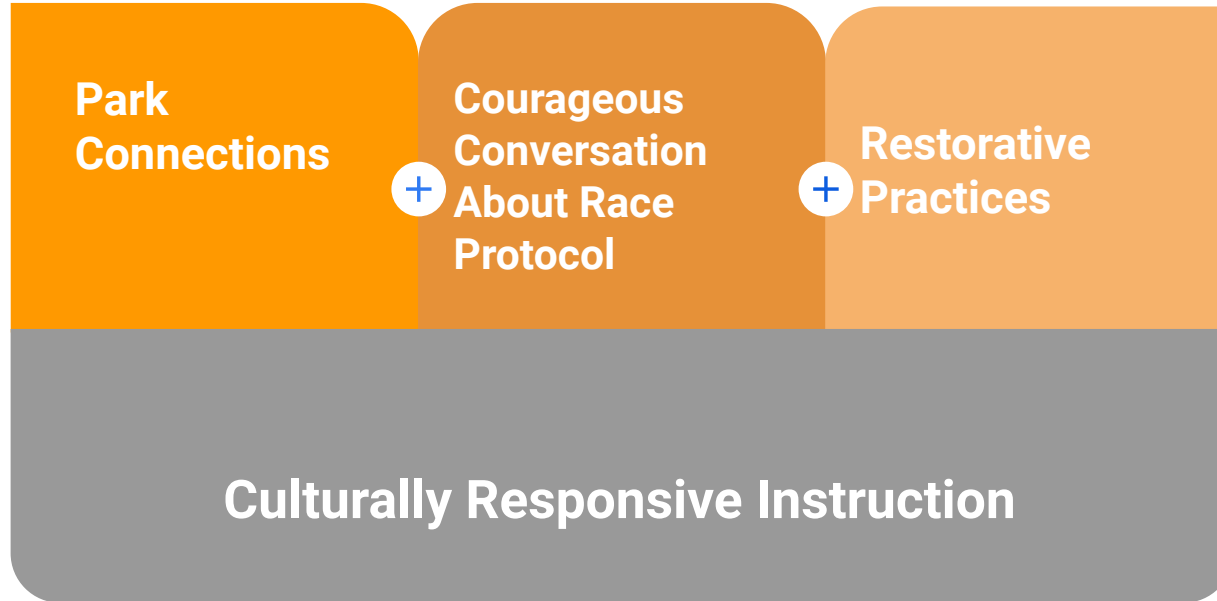 Park
Connections
Courageous
Conversation
About Race
Protocol
Restorative
Practices
+
+
Culturally Responsive Instruction